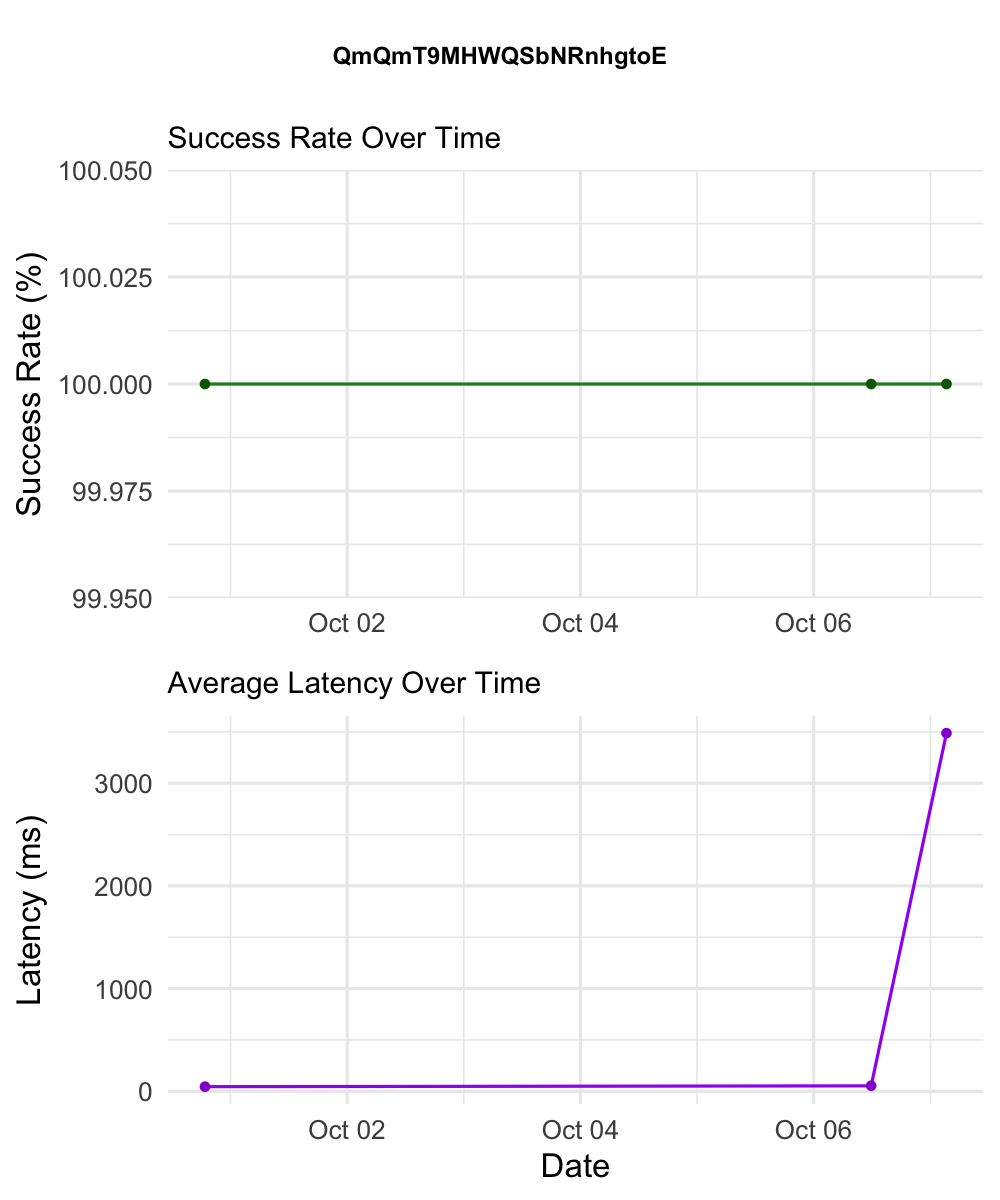 QmQmT9MHWQSbNRnhgtoE
Success Rate Over Time
Success Rate (%)
100.050
100.025
100.000
99.975
99.950
Oct 02 Oct 04 Oct 06
Average Latency Over Time
Latency (ms)
3000
2000
1000
0
Oct 02 Oct 04 Oct 06
Date